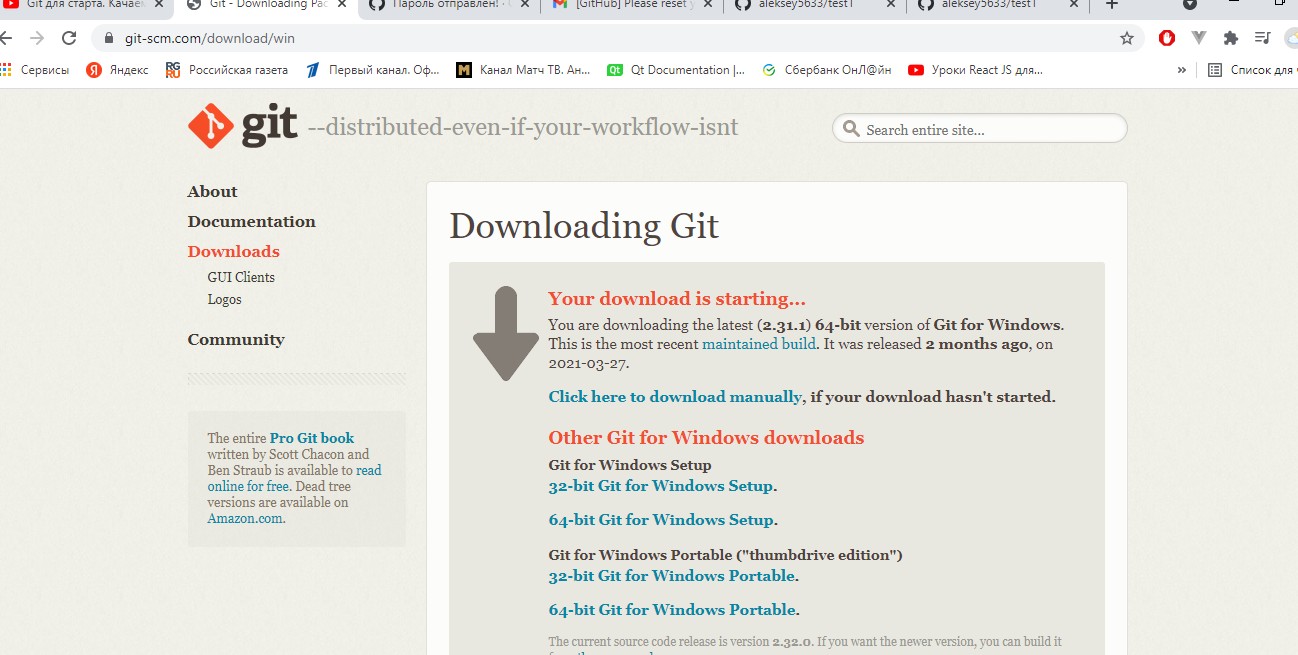 Git для старта. Качаем
Git - Downloading Pac
Пароль отправлен! ·
[GitHub] Please reset y
aleksey5633/test1
aleksey5633/test1
git-scm.com/download/win
Сервисы
Яндекс
Российская газета
Первый канал. Оф...
Канал Матч ТВ. Ан...
Qt Documentation |...
Сбербанк ОнЛ@йн
Уроки React JS для...
»
Список для
git --distributed-even-if-your-workflow-isnt
Search entire site...
About
Documentation
Downloads
GUI Clients
Logos
Community
The entire Pro Git book
written by Scott Chacon and
Ben Straub is available to read
online for free. Dead tree
versions are available on
Amazon.com.
Downloading Git
Your download is starting...
You are downloading the latest (2.31.1) 64-bit version of Git for Windows.
This is the most recent maintained build. It was released 2 months ago, on
2021-03-27.
Click here to download manually, if your download hasn't started.
Other Git for Windows downloads
Git for Windows Setup
32-bit Git for Windows Setup.
64-bit Git for Windows Setup.
Git for Windows Portable ("thumbdrive edition")
32-bit Git for Windows Portable.
64-bit Git for Windows Portable.
The current source code release is version 2.32.0. If you want the newer version, you can build it